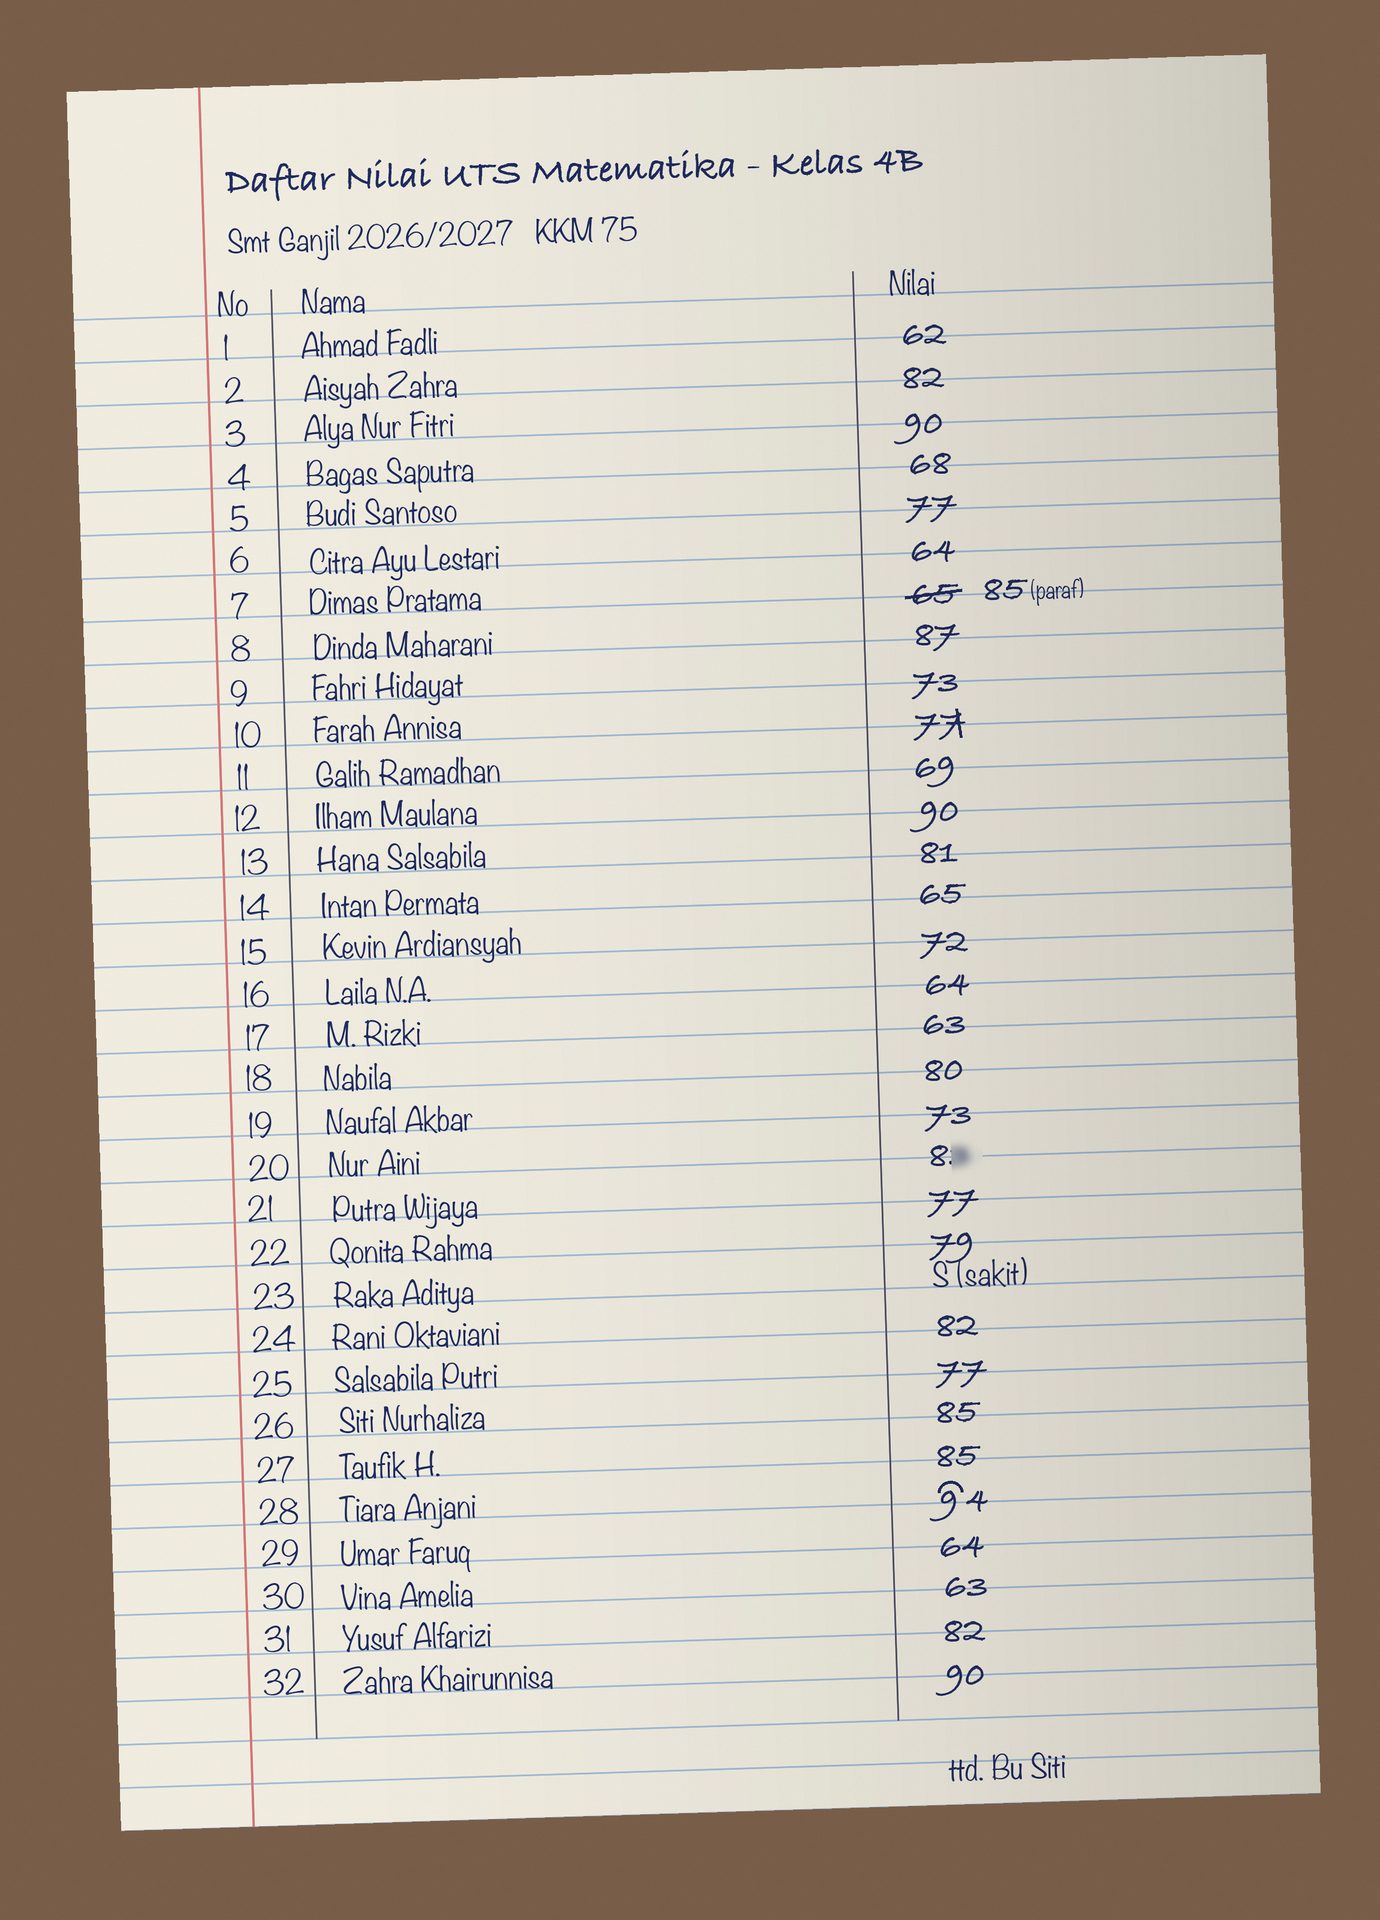 Daftar Nilai UTS Matematika - Kelas 4B
Smt Ganjil 2026/2027 KKM 75
No Nama Nilai
1 Ahmad Fadli 62
2 Aisyah Zahra 82
3 Alya Nur Fitri 90
4 Bagas Saputra 68
5 Budi Santoso 77
6 Citra Ayu Lestari 64
7 Dimas Pratama 65 85 (paraf)
8 Dinda Maharani 87
9 Fahri Hidayat 73
10 Farah Annisa
11 Galih Ramadhan 69
12 Ilham Maulana 90
13 Hana Salsabila 81
14 Intan Permata 65
15 Kevin Ardiansyah 72
16 Laila N.A. 64
17 M. Rizki 63
18 Nabila 80
19 Naufal Akbar 73
20 Nur Aini
21 Putra Wijaya 77
22 Qonita Rahma 79
23 Raka Aditya S (sakit)
24 Rani Oktaviani 82
25 Salsabila Putri 77
26 Siti Nurhaliza 85
27 Taufik H. 85
28 Tiara Anjani 94
29 Umar Faruq 64
30 Vina Amelia 63
31 Yusuf Alfarizi 82
32 Zahra Khairunnisa 90
ttd. Bu Siti